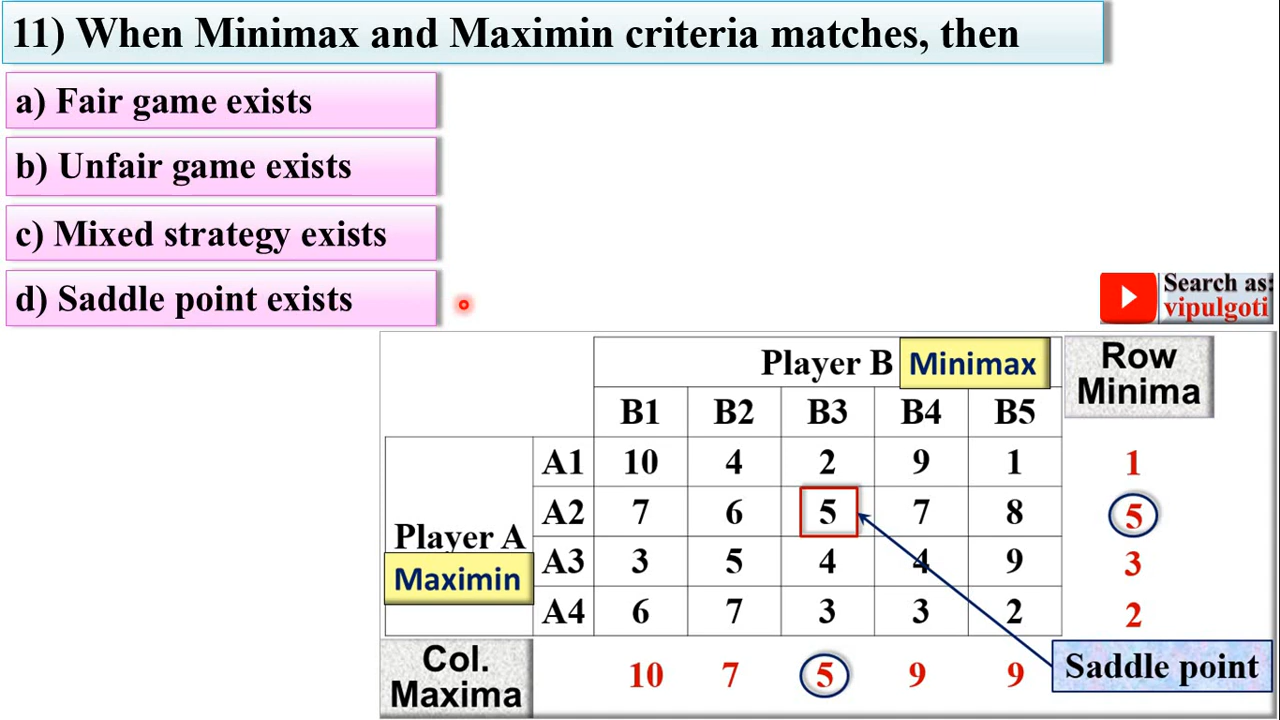 11) When Minimax and Maximin criteria matches, then
a) Fair game exists
b) Unfair game exists
c) Mixed strategy exists
d) Saddle point exists
Search as:
vipulgoti
Player B Minimax
Row
Minima
B1 B2 B3 B4 B5
A1 10 4 2 9 1 1
A2 7 6 5 7 8 5
Player A
A3 3 5 4 4 9 3
Maximin
A4 6 7 3 3 2 2
Col.
Maxima
10 7 5 9 9
Saddle point